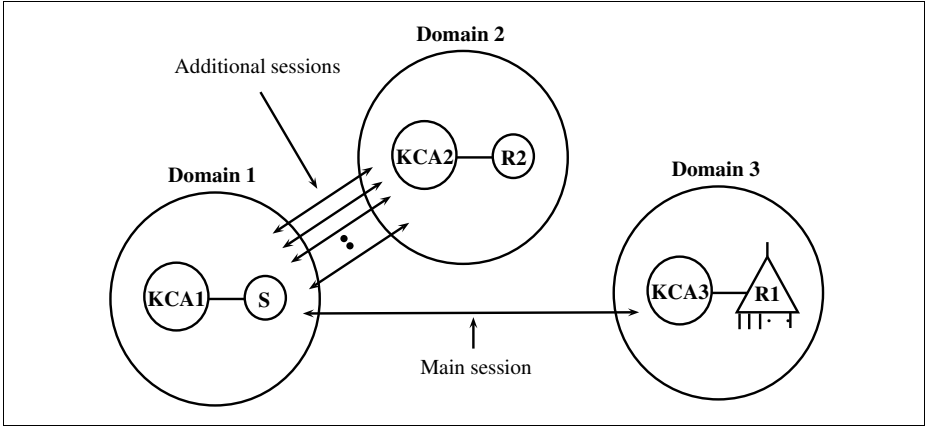 Domain 2
Additional sessions
KCA2
R2
Domain 1
Domain 3
KCA1
S
KCA3
R1
Main session